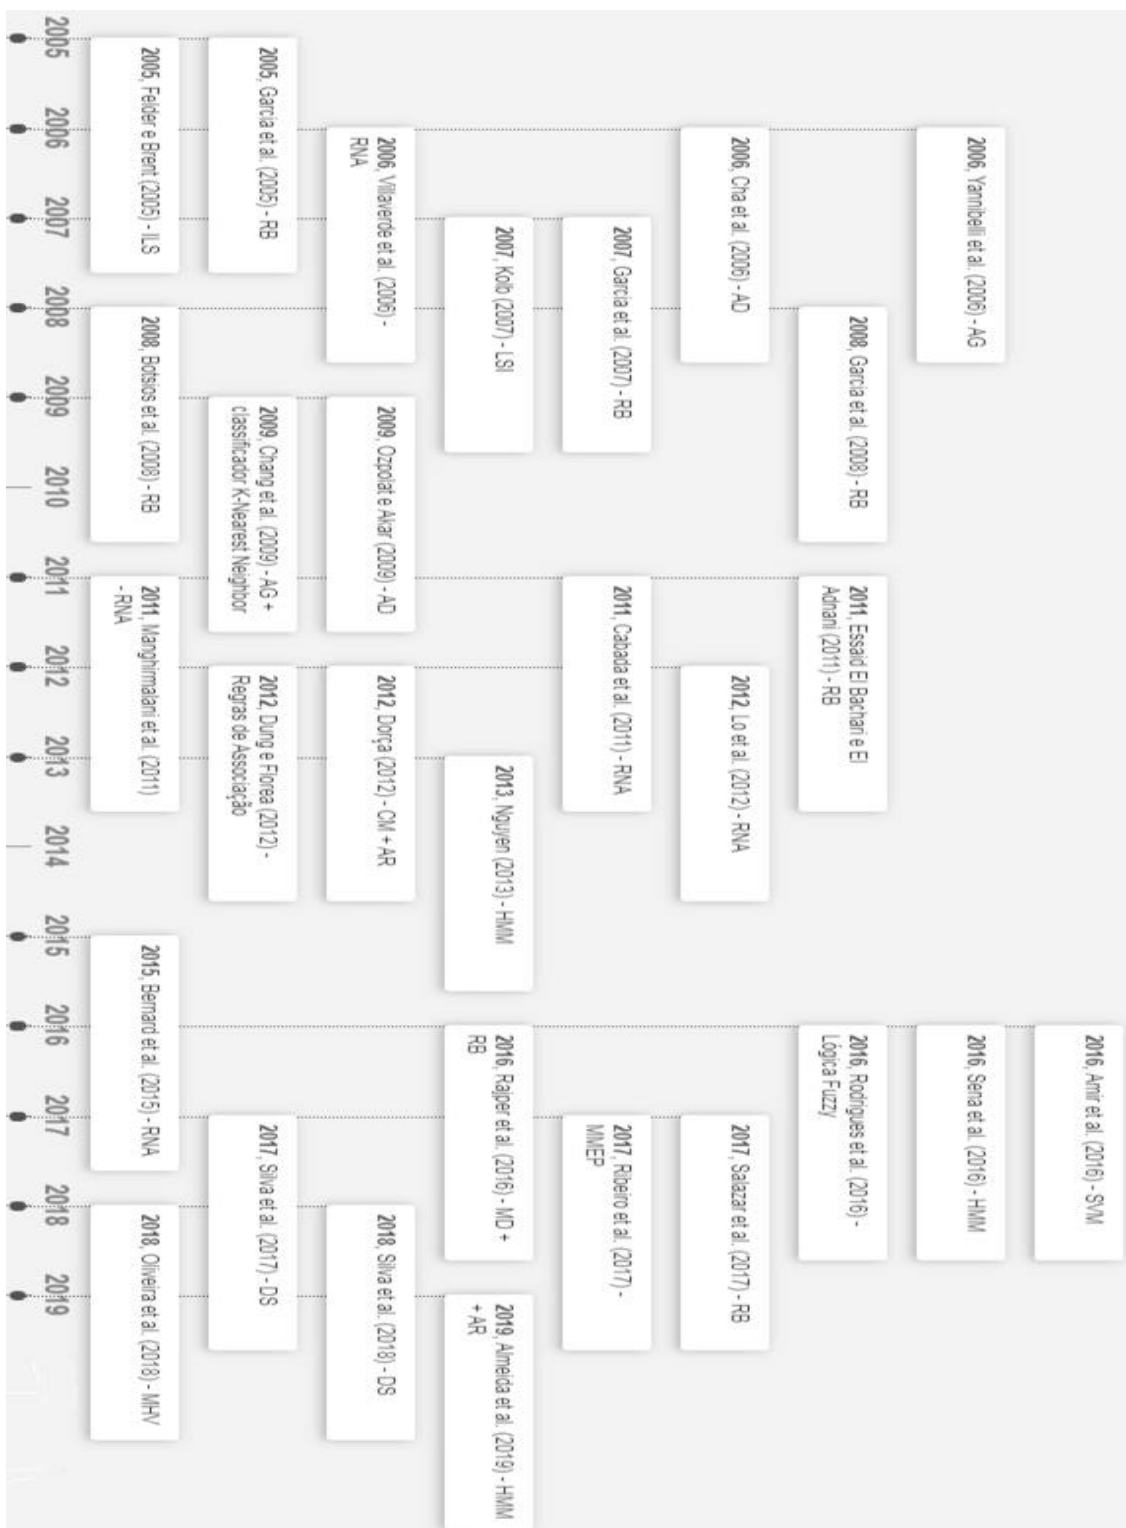 2005
2006
2007
2008
2009
2010
2011
2012
2013
2014
2015
2016
2017
2018
2019
2005, Felder e Brent (2005) - ILS
2008, Botsios et al. (2008) - RB
2011, Manghirmalani et al. (2011)
- RNA
2015, Bernard et al. (2015) - RNA
2018, Oliveira et al. (2018) - MHV
2005, Garcia et al. (2005) - RB
2009, Chang et al. (2009) - AG +
classificador K-Nearest Neighbor
2012, Dung e Florea (2012) -
Regras de Associação
2017, Silva et al. (2017) - DS
2006, Villaverde et al. (2006) -
RNA
2009, Ozpolat e Akar (2009) - AD
2012, Dorça (2012) - CM + AR
2018, Silva et al. (2018) - DS
2007, Kolb (2007) - LSI
2013, Nguyen (2013) - HMM
2016, Rajper et al. (2016) - MD +
RB
2019, Almeida et al. (2019) - HMM
+ AR
2007, Garcia et al. (2007) - RB
2011, Cabada et al. (2011) - RNA
2017, Ribeiro et al. (2017) -
MMEP
2006, Cha et al. (2006) - AD
2012, Lo et al. (2012) - RNA
2017, Salazar et al. (2017) - RB
2008, Garcia et al. (2008) - RB
2011, Essaid El Bachari e El
Adnani (2011) - RB
2016, Rodrigues et al. (2016) -
Lógica Fuzzy
2006, Yannibelli et al. (2006) - AG
2016, Sena et al. (2016) - HMM
2016, Amir et al. (2016) - SVM